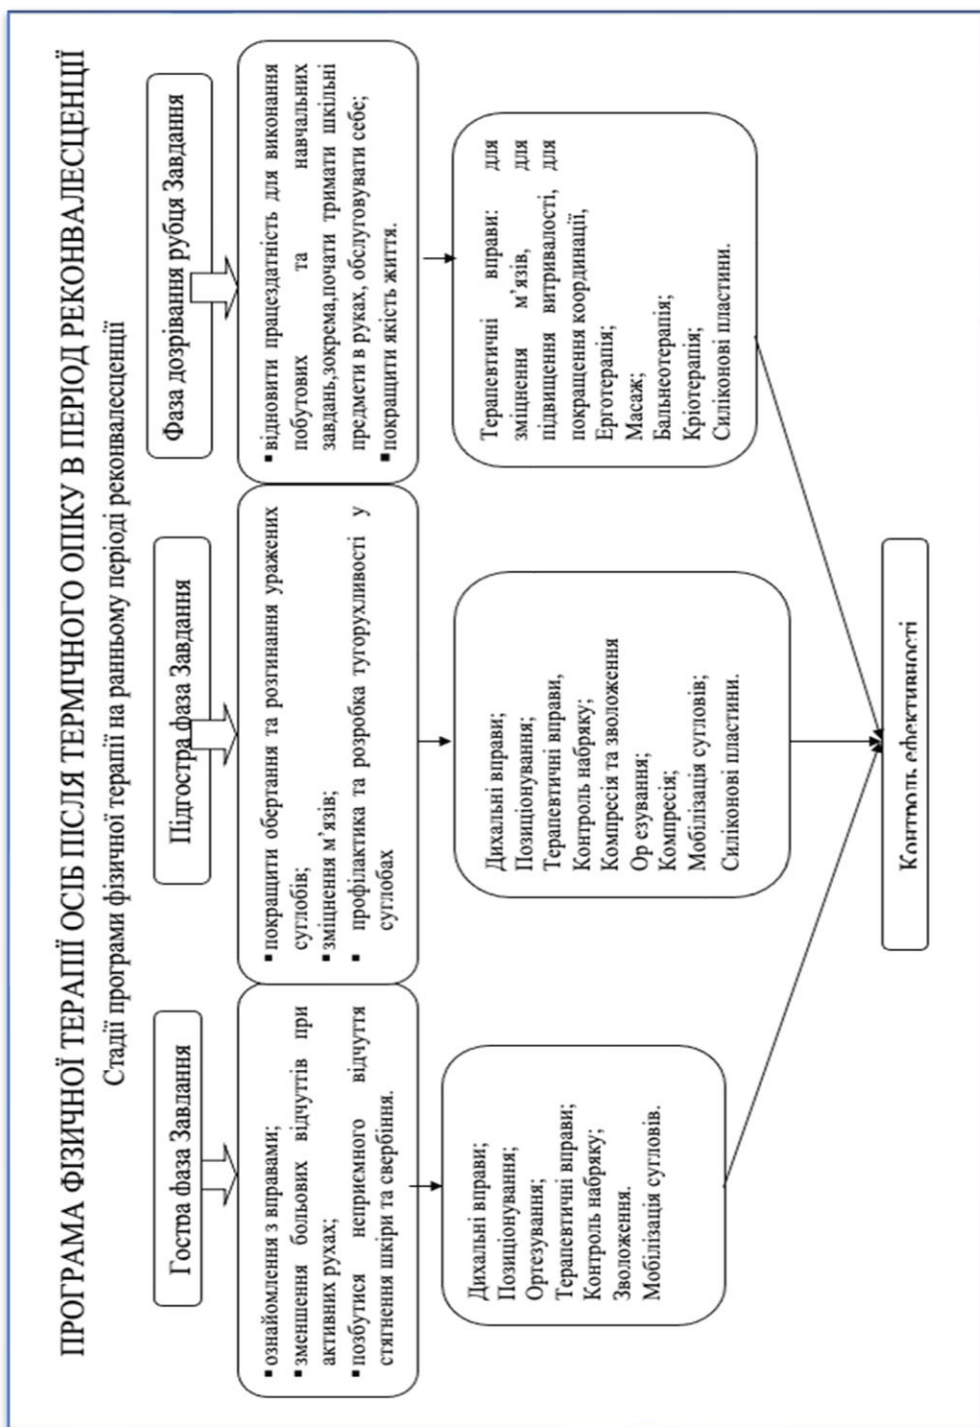 ПРОГРАМА ФІЗИЧНОЇ ТЕРАПІЇ ОСІБ ПІСЛЯ ТЕРМІЧНОГО ОПІКУ В ПЕРІОД РЕКОНВАЛЕСЦЕНЦІЇ
Стадії програми фізичної терапії на ранньому періоді реконвалесценції
Гостра фаза Завдання
▪ознайомлення з вправами;
▪зменшення больових відчуттів при
активних рухах;
▪позбутися неприємного відчуття
стягнення шкіри та свербіння.
Дихальні вправи;
Позиціонування;
Ортезування;
Терапевтичні вправи;
Контроль набряку;
Зволоження.
Мобілізація сугловів.
Підгостра фаза Завдання
▪покращити обертання та розгинання уражених
суглобів;
▪зміцнення м’язів;
▪ профілактика та розробка тугорухливості у
суглобах
Дихальні вправи;
Позиціонування;
Терапевтичні вправи,
Контроль набряку;
Компресія та зволоження
Ор езування;
Компресія;
Мобілізація сугловів;
Силіконові пластини.
Фаза дозрівання рубця Завдання
▪відновити працездатність для виконання
побутових та навчальних
завдань,зокрема,почати тримати шкільні
предмети в руках, обслуговувати себе;
▪покращити якість життя.
Терапевтичні вправи: для
зміцнення м’язів, для
підвищення витривалості, для
покращення координації,
Ерготерапія;
Масаж;
Бальнеотерапія;
Кріотерапія;
Силіконові пластини.
Контроль ефективності